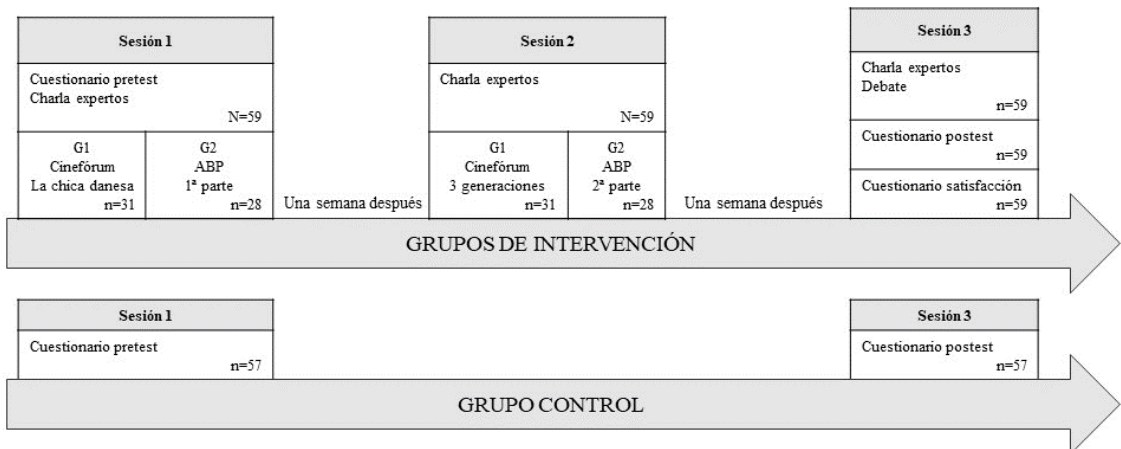 Sesión 1
Cuestionario pretest
Charla expertos
N=59
G1
Cinefórum
La chica danesa
n=31
G2
ABP
1ª parte
n=28
Una semana después
Sesión 2
Charla expertos
N=59
G1
Cinefórum
3 generaciones
n=31
G2
ABP
2ª parte
n=28
Una semana después
Sesión 3
Charla expertos
Debate
n=59
Cuestionario postest
n=59
Cuestionario satisfacción
n=59
GRUPOS DE INTERVENCIÓN
Sesión 1
Cuestionario pretest
n=57
Sesión 3
Cuestionario postest
n=57
GRUPO CONTROL